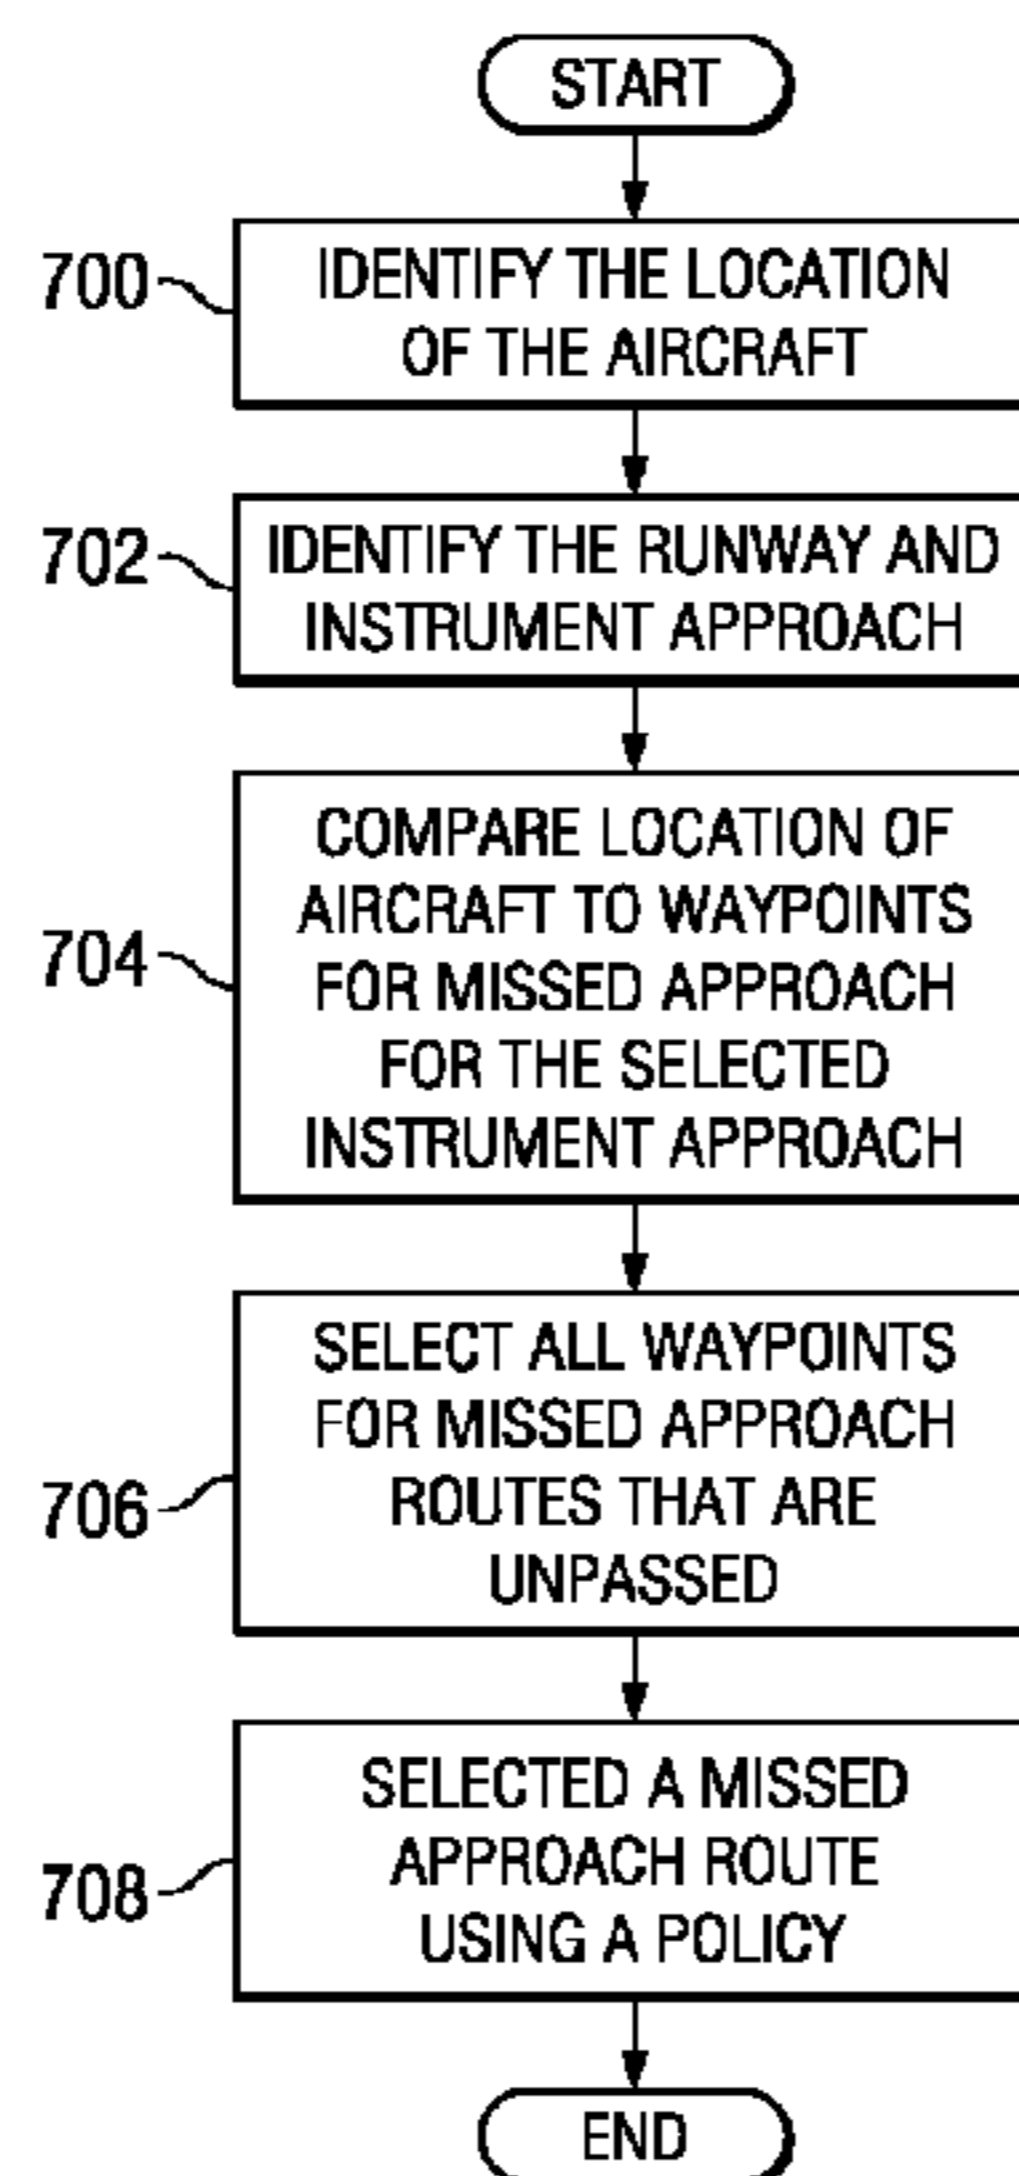 START
700
IDENTIFY THE LOCATION
OF THE AIRCRAFT
702
IDENTIFY THE RUNWAY AND
INSTRUMENT APPROACH
704
COMPARE LOCATION OF
AIRCRAFT TO WAYPOINTS
FOR MISSED APPROACH
FOR THE SELECTED
INSTRUMENT APPROACH
706
SELECT ALL WAYPOINTS
FOR MISSED APPROACH
ROUTES THAT ARE
UNPASSED
708
SELECTED A MISSED
APPROACH ROUTE
USING A POLICY
END